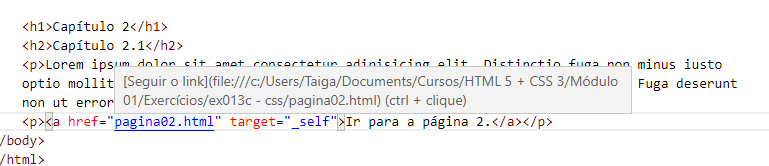 <h1>Capítulo 2</h1>
<h2>Capítulo 2.1</h2>
<p>Lorem ipsum dolor sit amet consectetur adipisicing elit. Distinctio fuga non minus iusto
optio mollit Fuga deserunt
[Seguir o link](file:///c:/Users/Taiga/Documents/Cursos/HTML 5 + CSS 3/Módulo
01/Exercícios/ex013c - css/pagina02.html) (ctrl + clique)
non ut error
<p><a href="pagina02.html" target="_self">Ir para a página 2.</a></p>
/body>
/html>